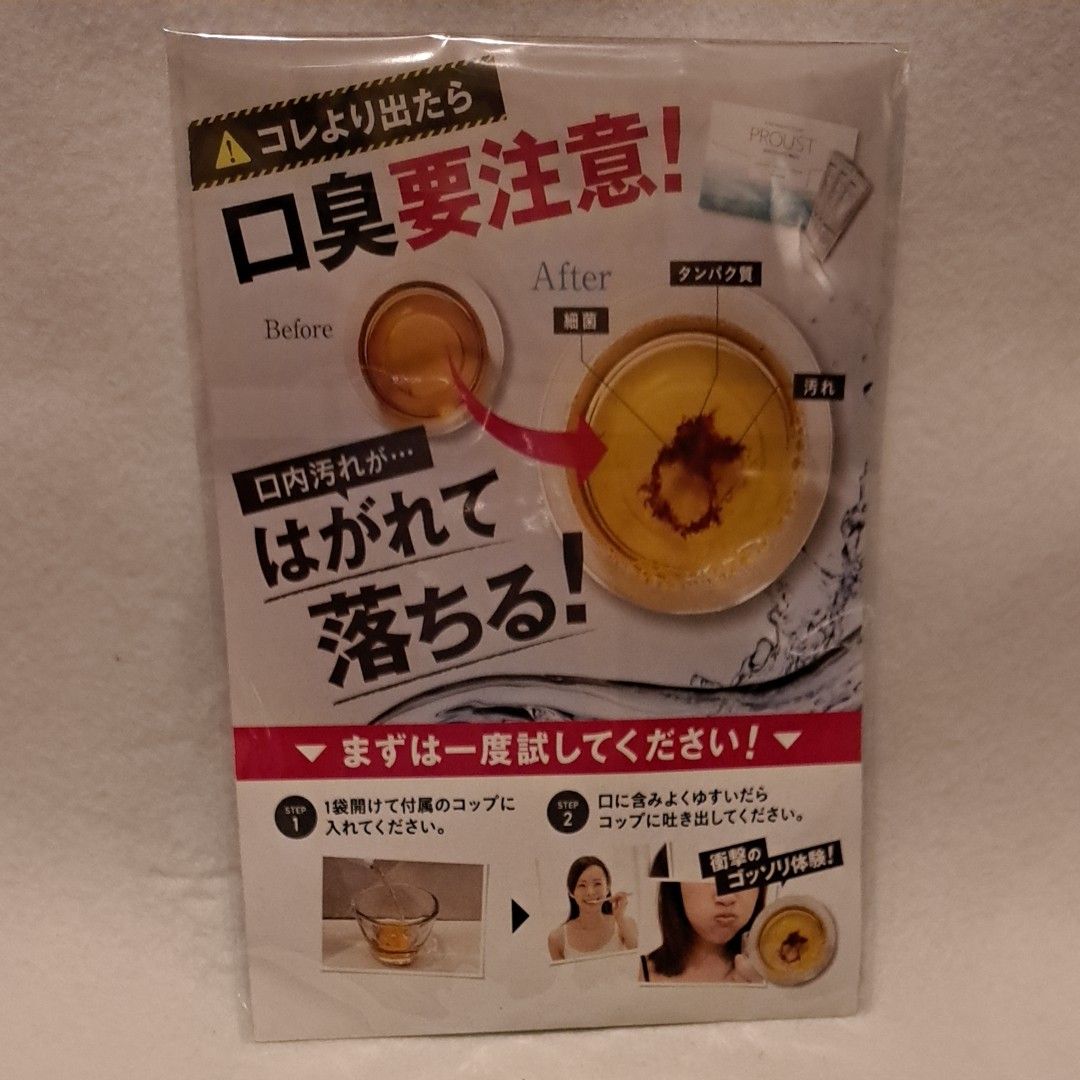 コレより出たら
口臭要注意!
PROUST
After
タンパク質
細菌
Before
汚れ
口内汚れが…
はがれて
落ちる!
まずは一度試してください!
STEP 1
1袋開けて付属のコップに
入れてください。
STEP 2
口に含みよくゆすいだら
コップに吐き出してください。
衝撃の
ゴッソリ体験!